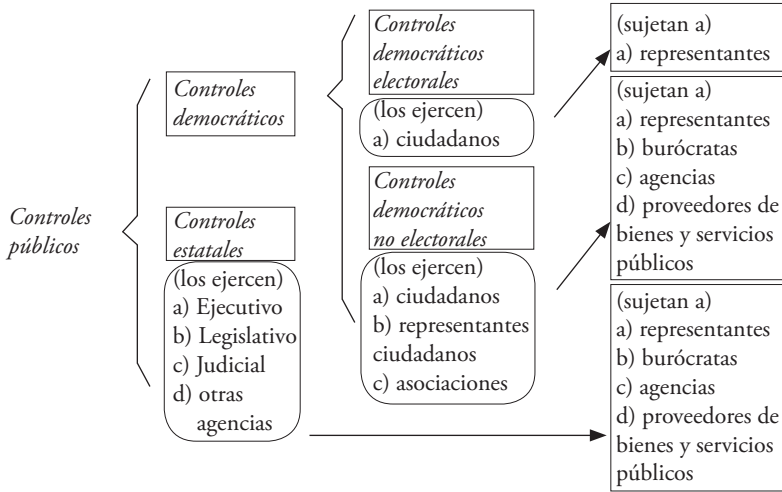 Controles
públicos
Controles
democráticos
Controles
estatales
(los ejercen)
a) Ejecutivo
b) Legislativo
c) Judicial
d) otras
agencias
Controles
democráticos
electorales
(los ejercen)
a) ciudadanos
Controles
democráticos
no electorales
(los ejercen)
a) ciudadanos
b) representantes
ciudadanos
c) asociaciones
(sujetan a)
a) representantes
(sujetan a)
a) representantes
b) burócratas
c) agencias
d) proveedores de
bienes y servicios
públicos
(sujetan a)
a) representantes
b) burócratas
c) agencias
d) proveedores de
bienes y servicios
públicos